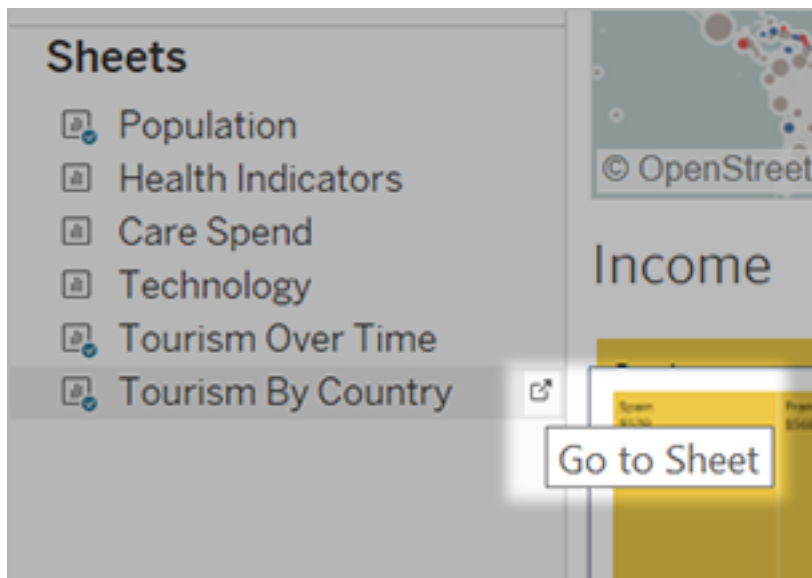 Sheets
Population
Health Indicators
Care Spend
Technology
Tourism Over Time
Tourism By Country
© OpenStreet
Income
Spain
Go to Sheet